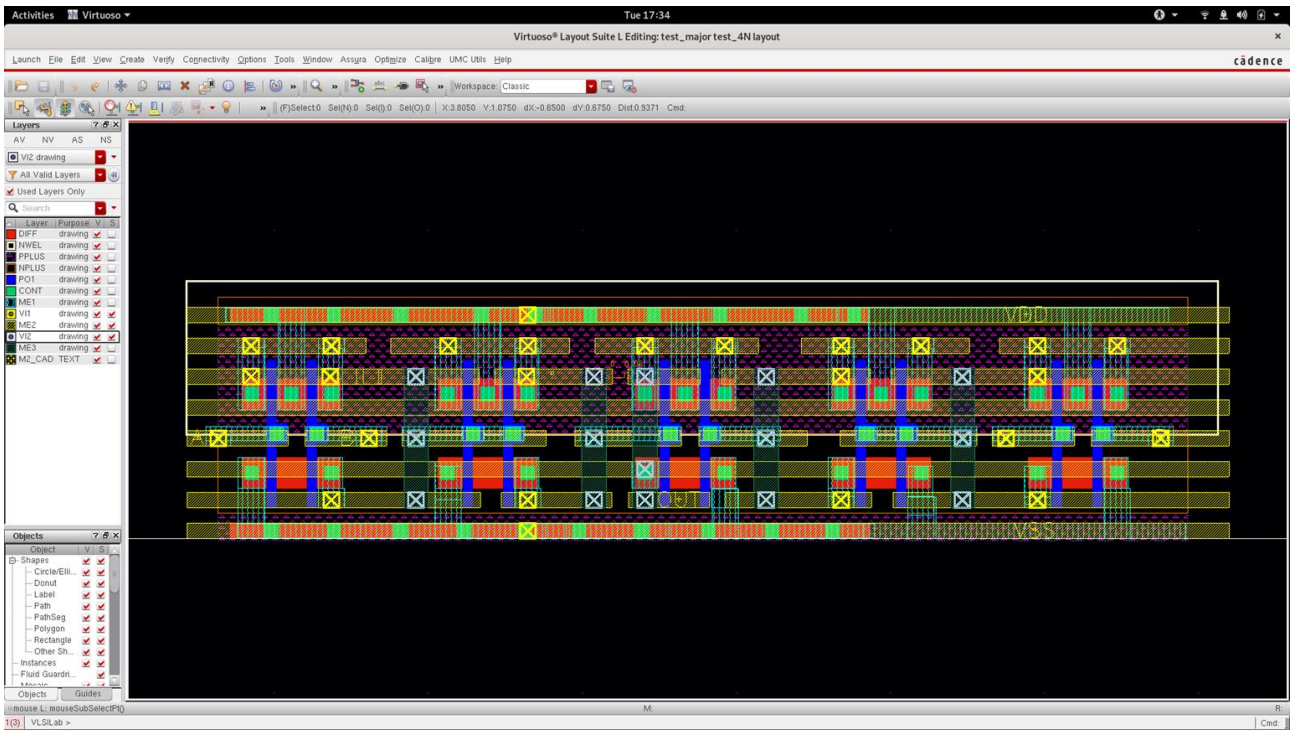 Activities Virtuoso Tue 17:34
Virtuoso® Layout Suite L Editing: test_major test_4N layout
Launch File Edit View Create Verify Connectivity Options Tools Window Assura Optimize Calibre UMC Utils Help cādence
Workspace: Classic
(F)Select:0 Sel(N):0 Sel(I):0 Sel(O):0 X:3.8050 Y:1.0750 dX:-0.6500 dY:0.6750 Dist:0.9371 Cmd:
Layers
AV NV AS NS
VI2 drawing
All Valid Layers
Used Layers Only
Search
Layer Purpose V S
DIFF drawing
NWEL drawing
PPLUS drawing
NPLUS drawing
PO1 drawing
CONT drawing
ME1 drawing
VI1 drawing
ME2 drawing
VI2 drawing
ME3 drawing
M2_CAD TEXT
VDD
A
B
OUT
VSS
Objects
Object V S
Shapes
Circle/Elli...
Donut
Label
Path
PathSeg
Polygon
Rectangle
Other Sh...
Instances
Fluid Guardri...
Mosaic
Objects Guides
mouse L: mouseSubSelectPt() M: R:
1(3) VLSILab > Cmd: